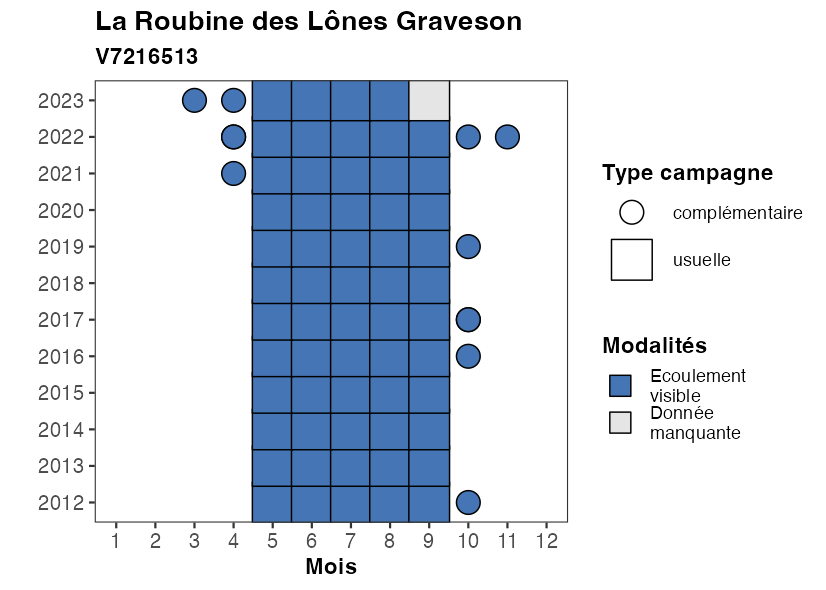 La Roubine des Lônes Graveson
V7216513
2023
2022
2021
2020
2019
2018
2017
2016
2015
2014
2013
2012
1 2 3 4 5 6 7 8 9 10 11 12
Mois
Type campagne
complémentaire
usuelle
Modalités
Ecoulement
visible
Donnée
manquante